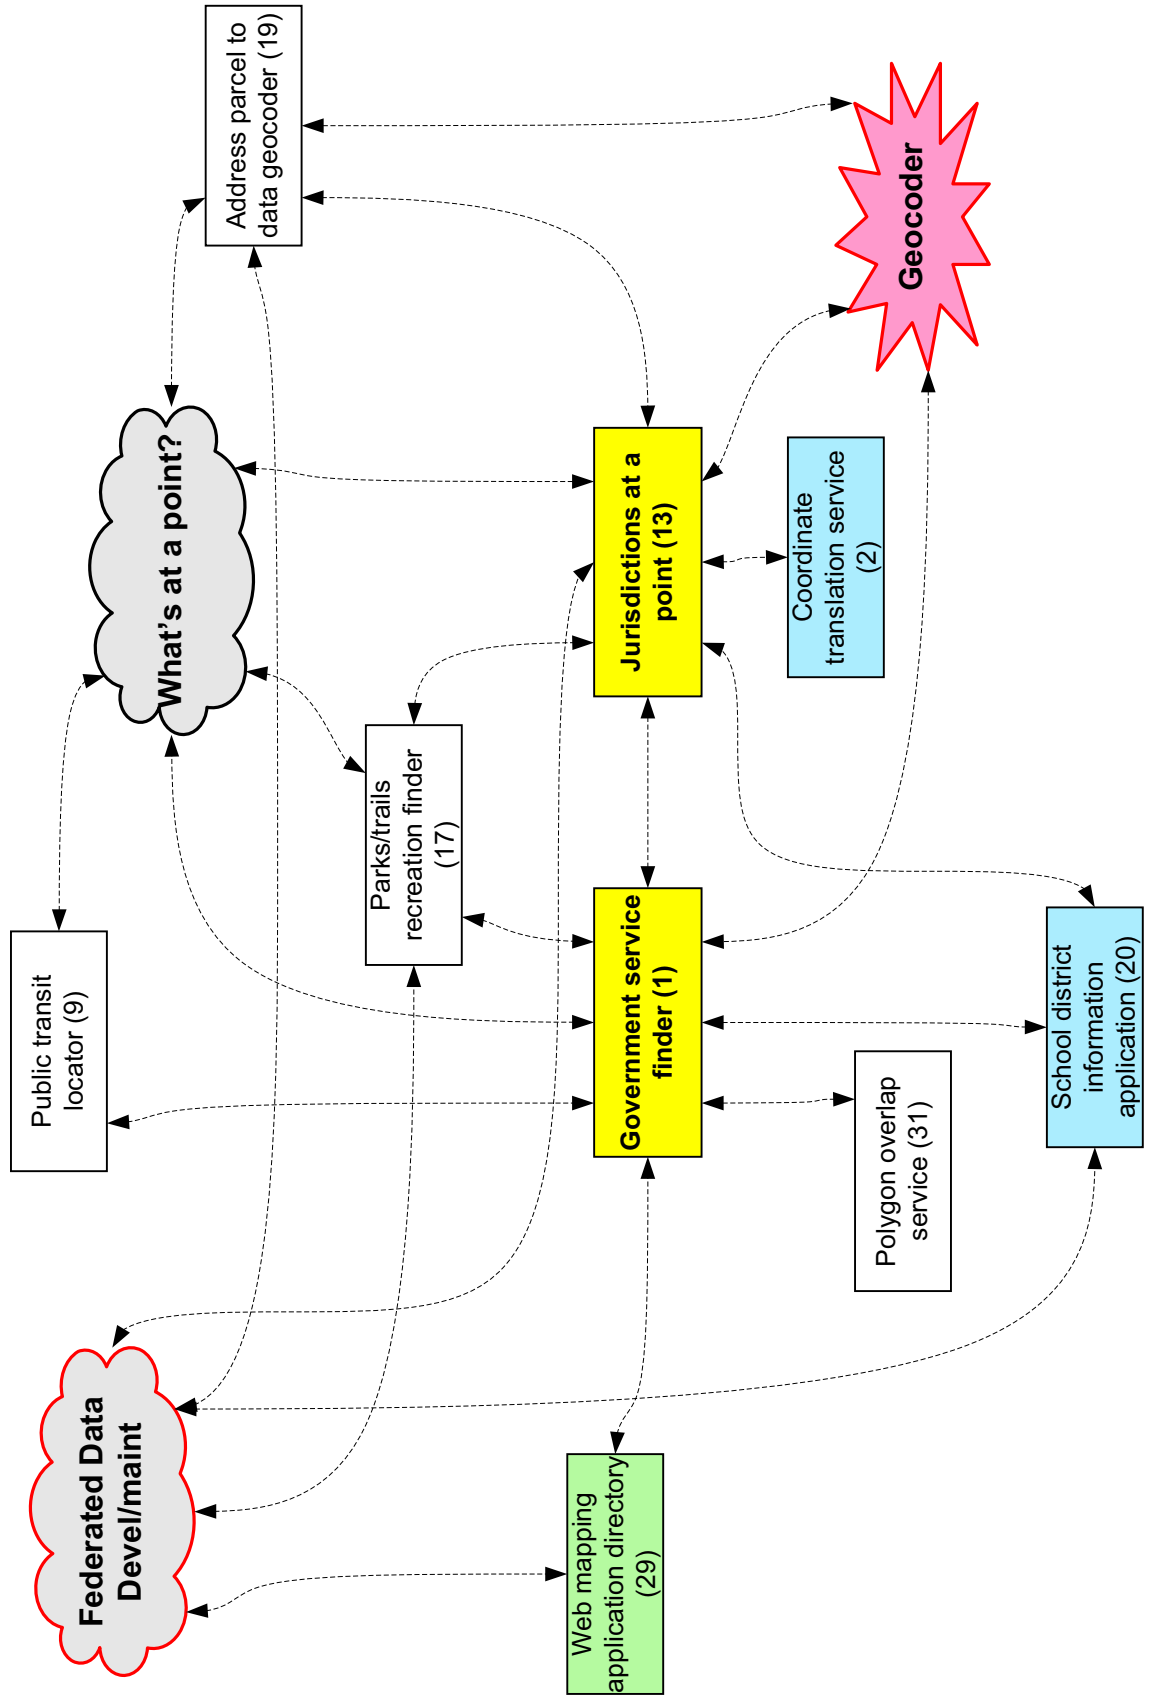 Federated Data
Devel/maint
Public transit
locator (9)
What's at a point?
Address parcel to
data geocoder (19)
Parks/trails
recreation finder
(17)
Web mapping
application directory
(29)
Government service
finder (1)
Jurisdictions at a
point (13)
Polygon overlap
service (31)
Coordinate
translation service
(2)
Geocoder
School district
information
application (20)